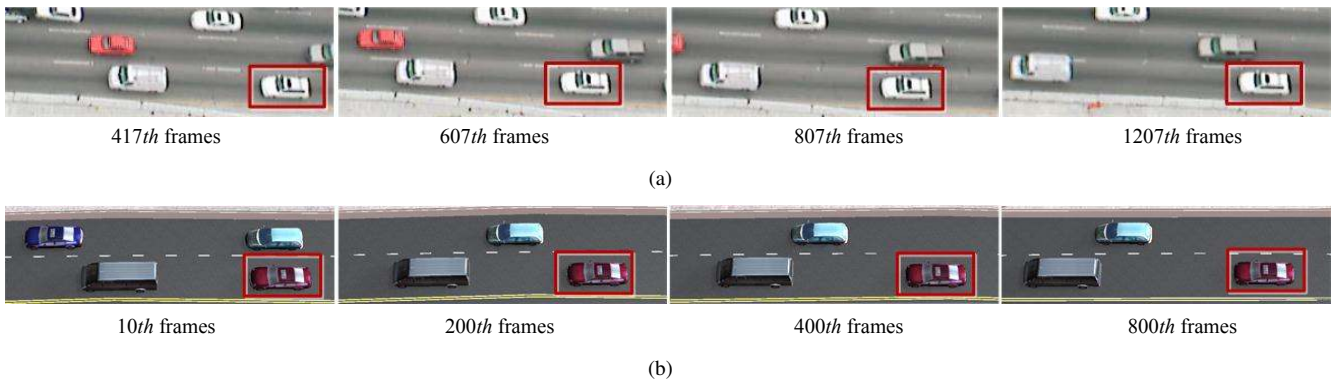 417th frames 607th frames 807th frames 1207th frames
(a)
10th frames 200th frames 400th frames 800th frames
(b)